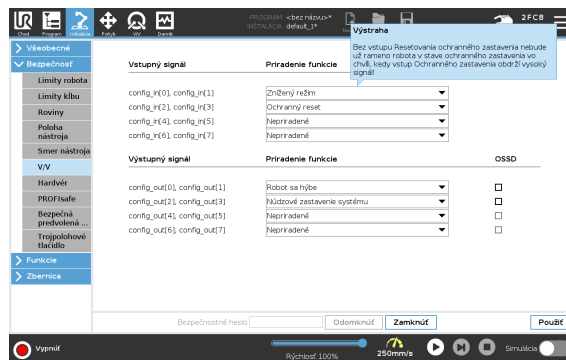 PROGRAM <bez názvu>*
INŠTALÁCIA default_1*
2FC8
Chod Program Inštalácia Pohyb V/V Denník
Výstraha
Bez vstupu Resetovania ochranného zastavenia nebude
už rameno robota v stave ochranného zastavenia vo
chvíli, kedy vstup Ochranného zastavenia obdrží vysoký
signál!
Všeobecné
Bezpečnosť
Limity robota
Limity kĺbu
Roviny
Poloha
nástroja
Smer nástroja
V/V
Hardvér
PROFIsafe
Bezpečná
predvolená ...
Trojpolohové
tlačidlo
Funkcie
Zbernica
Vstupný signál Priradenie funkcie
config_in[0], config_in[1] Znížený režim
config_in[2], config_in[3] Ochranný reset
config_in[4], config_in[5] Nepriradené
config_in[6], config_in[7] Nepriradené
Výstupný signál Priradenie funkcie OSSD
config_out[0], config_out[1] Robot sa hýbe
config_out[2], config_out[3] Núdzové zastavenie systému
config_out[4], config_out[5] Nepriradené
config_out[6], config_out[7] Nepriradené
Bezpečnostné heslo Odomknúť Zamknúť Použiť
Vypnúť Rýchlosť 100% 250mm/s Simulácia